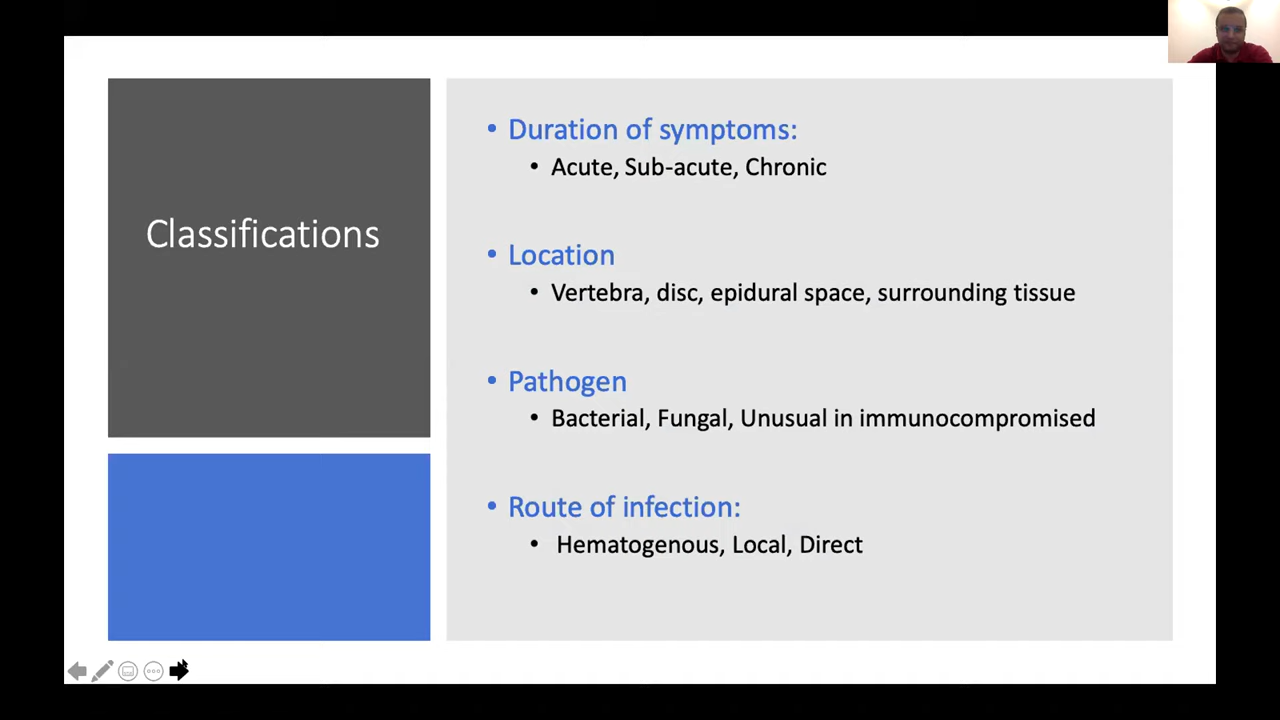 Classifications
• Duration of symptoms:
• Acute, Sub-acute, Chronic
• Location
• Vertebra, disc, epidural space, surrounding tissue
• Pathogen
• Bacterial, Fungal, Unusual in immunocompromised
• Route of infection:
• Hematogenous, Local, Direct